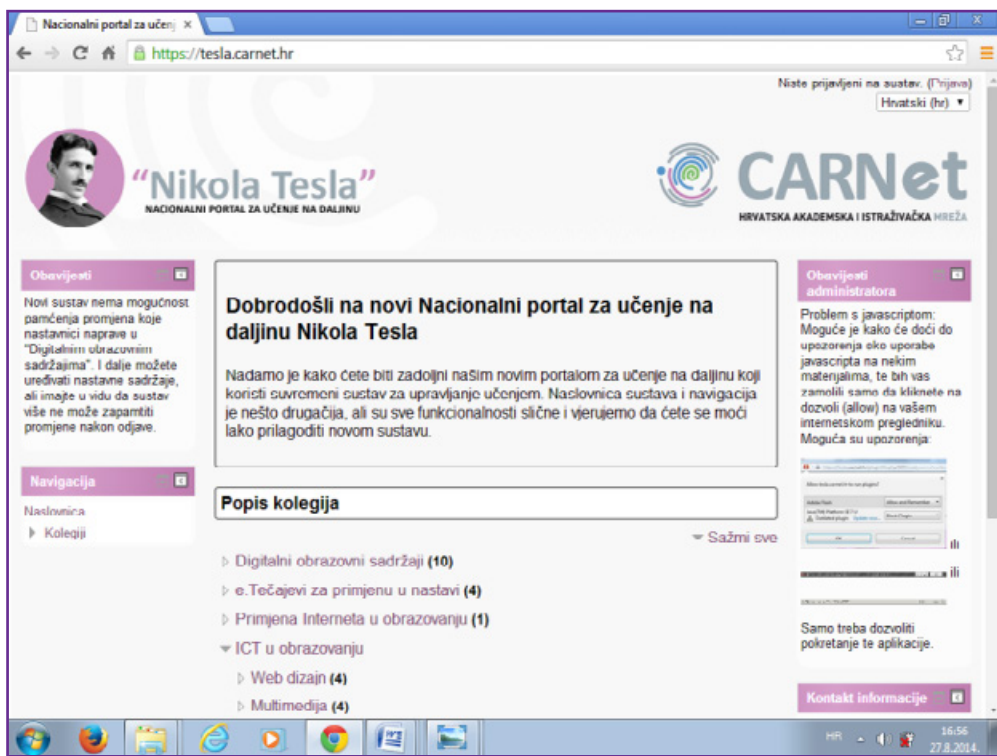 Nacionalni portal za učenj
https://tesla.carnet.hr
Niste prijavljeni na sustav. (Prijava)
Hrvatski (hr)
"Nikola Tesla"
NACIONALNI PORTAL ZA UČENJE NA DALJINU
CARNet
HRVATSKA AKADEMSKA I ISTRAŽIVAČKA MREŽA
Obavijesti
Novi sustav nema mogućnost
pamćenja promjena koje
nastavnici naprave u
"Digitalnim obrazovnim
sadržajima". I dalje možete
uređivati nastavne sadržaje,
ali imajte u vidu da sustav
više ne može zapamtiti
promjene nakon odjave.
Navigacija
Naslovnica
Kolegiji
Dobrodošli na novi Nacionalni portal za učenje na
daljinu Nikola Tesla
Nadamo je kako ćete biti zadoljni našim novim portalom za učenje na daljinu koji
koristi suvremeni sustav za upravljanje učenjem. Naslovnica sustava i navigacija
je nešto drugačija, ali su sve funkcionalnosti slične i vjerujemo da ćete se moći
lako prilagoditi novom sustavu.
Popis kolegija
Sažmi sve
Digitalni obrazovni sadržaji (10)
e.Tečajevi za primjenu u nastavi (4)
Primjena Interneta u obrazovanju (1)
ICT u obrazovanju
Web dizajn (4)
Multimedija (4)
Obavijesti
administratora
Problem s javascriptom:
Moguće je kako će doći do
upozorenja oko uporabe
javascripta na nekim
materijalima, te bih vas
zamolili samo da kliknete na
dozvoli (allow) na vašem
internetskom pregledniku.
Moguća su upozorenja:
ili
ili
Samo treba dozvoliti
pokretanje te aplikacije.
Kontakt informacije
HR
16:56
27.8.2014.